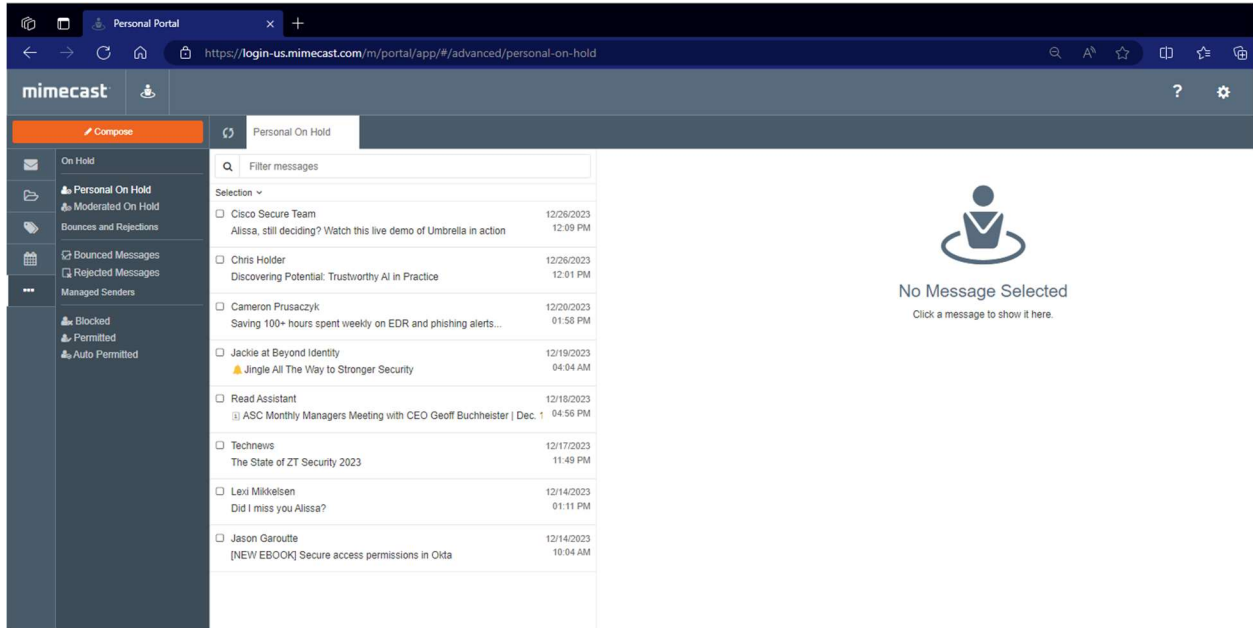 Personal Portal
https://login-us.mimecast.com/m/portal/app/#/advanced/personal-on-hold
mimecast
?
Compose
Personal On Hold
On Hold
Personal On Hold
Moderated On Hold
Bounces and Rejections
Bounced Messages
Rejected Messages
Managed Senders
Blocked
Permitted
Auto Permitted
Filter messages
Selection
Cisco Secure Team 12/26/2023
Alissa, still deciding? Watch this live demo of Umbrella in action 12:09 PM
Chris Holder 12/26/2023
Discovering Potential: Trustworthy AI in Practice 12:01 PM
Cameron Prusaczyk 12/20/2023
Saving 100+ hours spent weekly on EDR and phishing alerts... 01:58 PM
Jackie at Beyond Identity 12/19/2023
🔔 Jingle All The Way to Stronger Security 04:04 AM
Read Assistant 12/18/2023
ASC Monthly Managers Meeting with CEO Geoff Buchheister | Dec. 1 04:56 PM
Technews 12/17/2023
The State of ZT Security 2023 11:49 PM
Lexi Mikkelsen 12/14/2023
Did I miss you Alissa? 01:11 PM
Jason Garoutte 12/14/2023
[NEW EBOOK] Secure access permissions in Okta 10:04 AM
No Message Selected
Click a message to show it here.